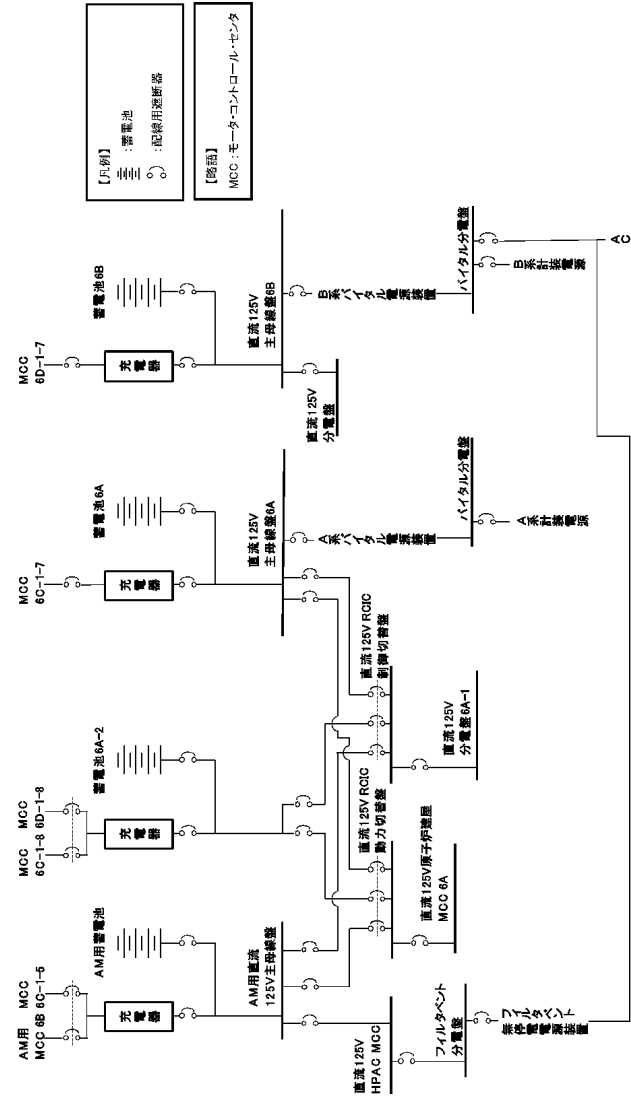 AM用
MCC 6B
MCC
6C-1-5
MCC
6C-1-8
MCC
6D-1-8
MCC
6C-1-7
MCC
6D-1-7
充電器
AM用蓄電池
充電器
蓄電池6A-2
充電器
蓄電池6A
充電器
蓄電池6B
AM用直流
125V主母線盤
直流125V
主母線盤6A
直流125V
主母線盤6B
直流125V
HPAC MCC
直流125V RCIC
動力切替盤
直流125V RCIC
制御切替盤
A系バイタル電源装置
直流125V
分電盤
B系バイタル電源装置
フィルタベント
分電盤
直流125V原子炉建屋
MCC 6A
直流125V
分電盤6A-1
バイタル分電盤
バイタル分電盤
フィルタベント
無停電電源装置
A系計装電源
B系計装電源
AC
【凡例】
:蓄電池
:配線用遮断器
【略語】
MCC:モータ・コントロール・センタ